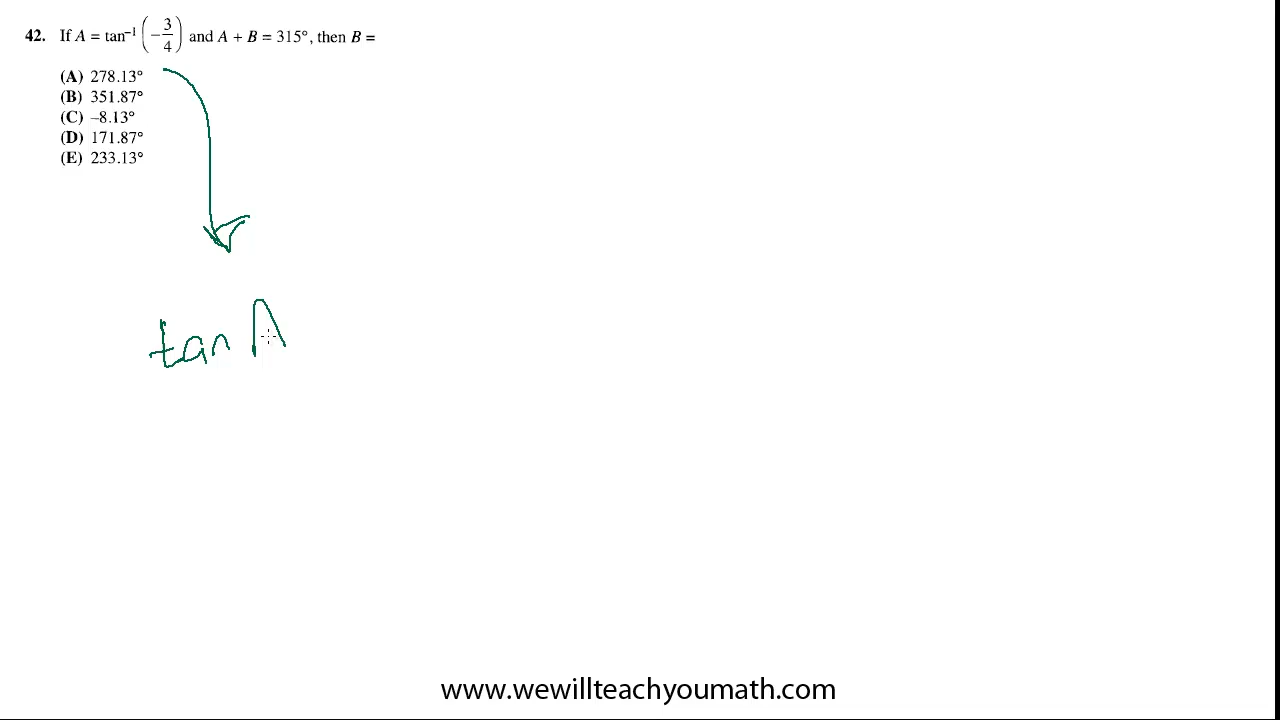 42. If A = tan⁻¹(−3/4) and A + B = 315°, then B =
(A) 278.13°
(B) 351.87°
(C) –8.13°
(D) 171.87°
(E) 233.13°
tan A
www.wewillteachyoumath.com